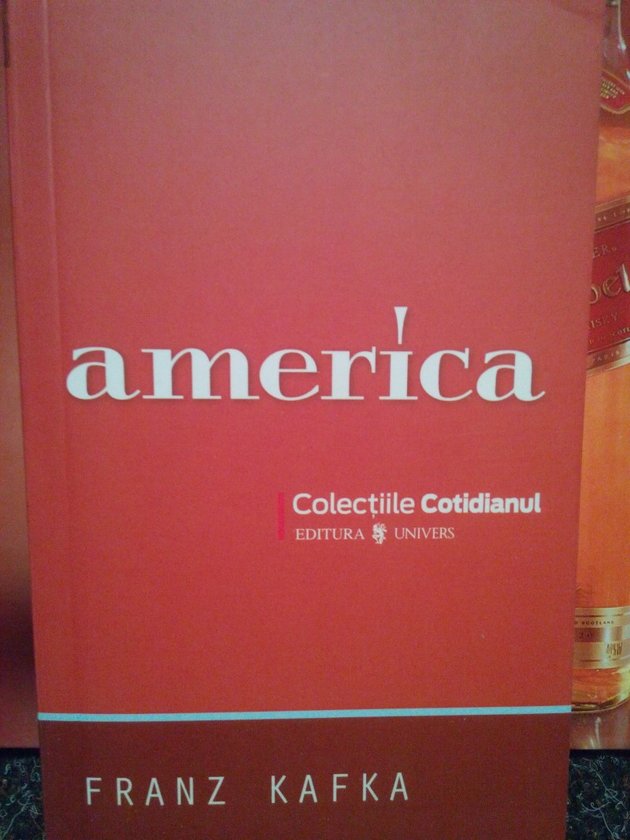 america
Colecțiile Cotidianul
EDITURA UNIVERS
FRANZ KAFKA